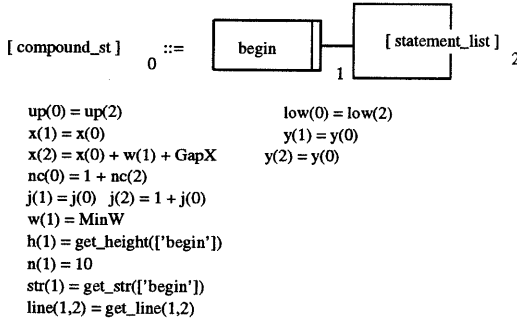 [ compound_st ] 0 ::= begin 1 [ statement_list ] 2
up(0) = up(2) low(0) = low(2)
x(1) = x(0) y(1) = y(0)
x(2) = x(0) + w(1) + GapX y(2) = y(0)
nc(0) = 1 + nc(2)
j(1) = j(0) j(2) = 1 + j(0)
w(1) = MinW
h(1) = get_height(['begin'])
n(1) = 10
str(1) = get_str(['begin'])
line(1,2) = get_line(1,2)